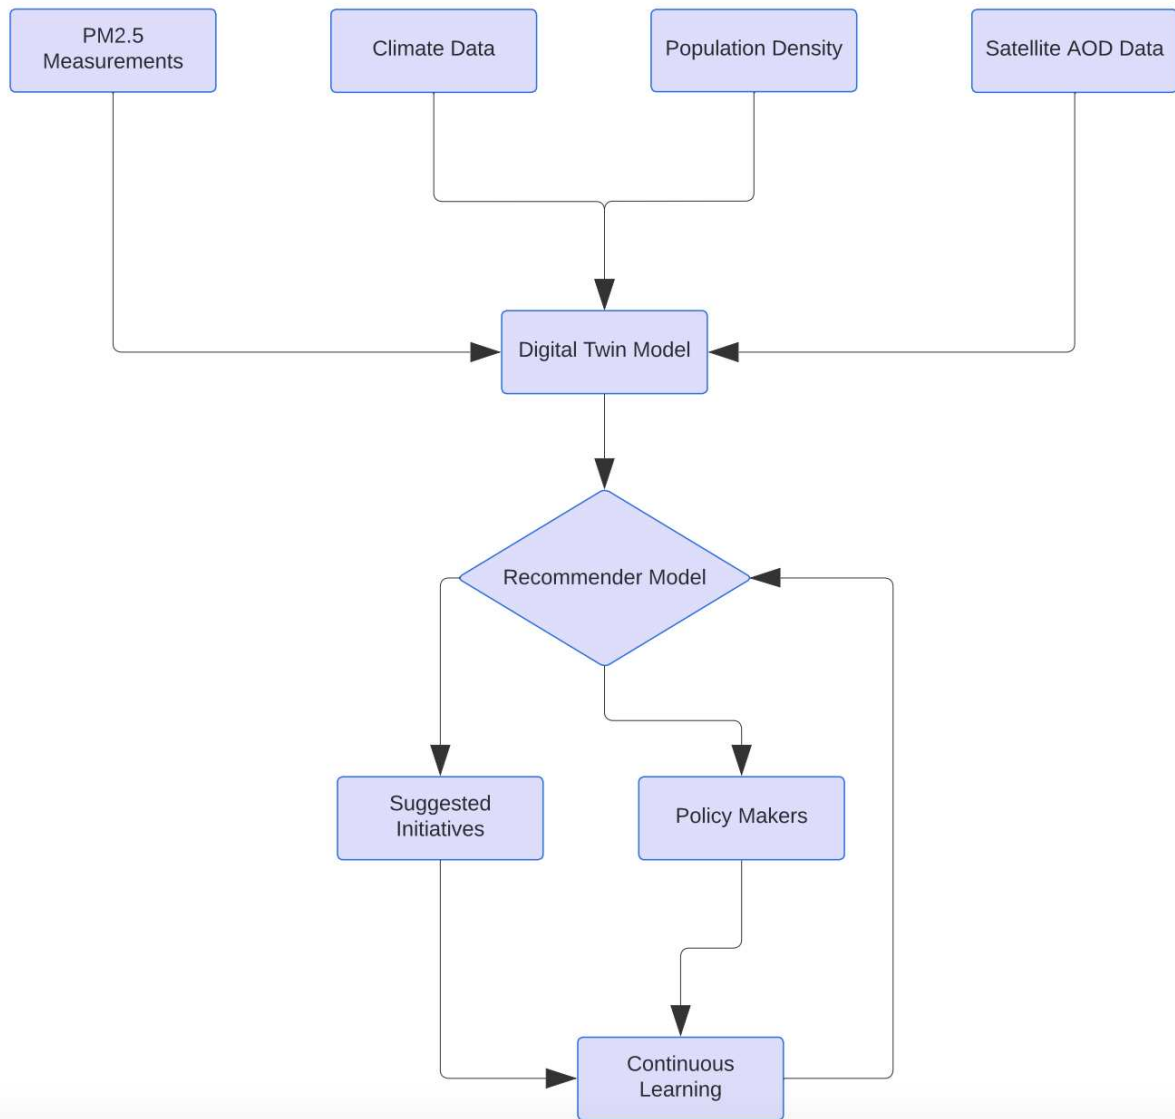 PM2.5
Measurements
Climate Data
Population Density
Satellite AOD Data
Digital Twin Model
Recommender Model
Suggested
Initiatives
Policy Makers
Continuous
Learning